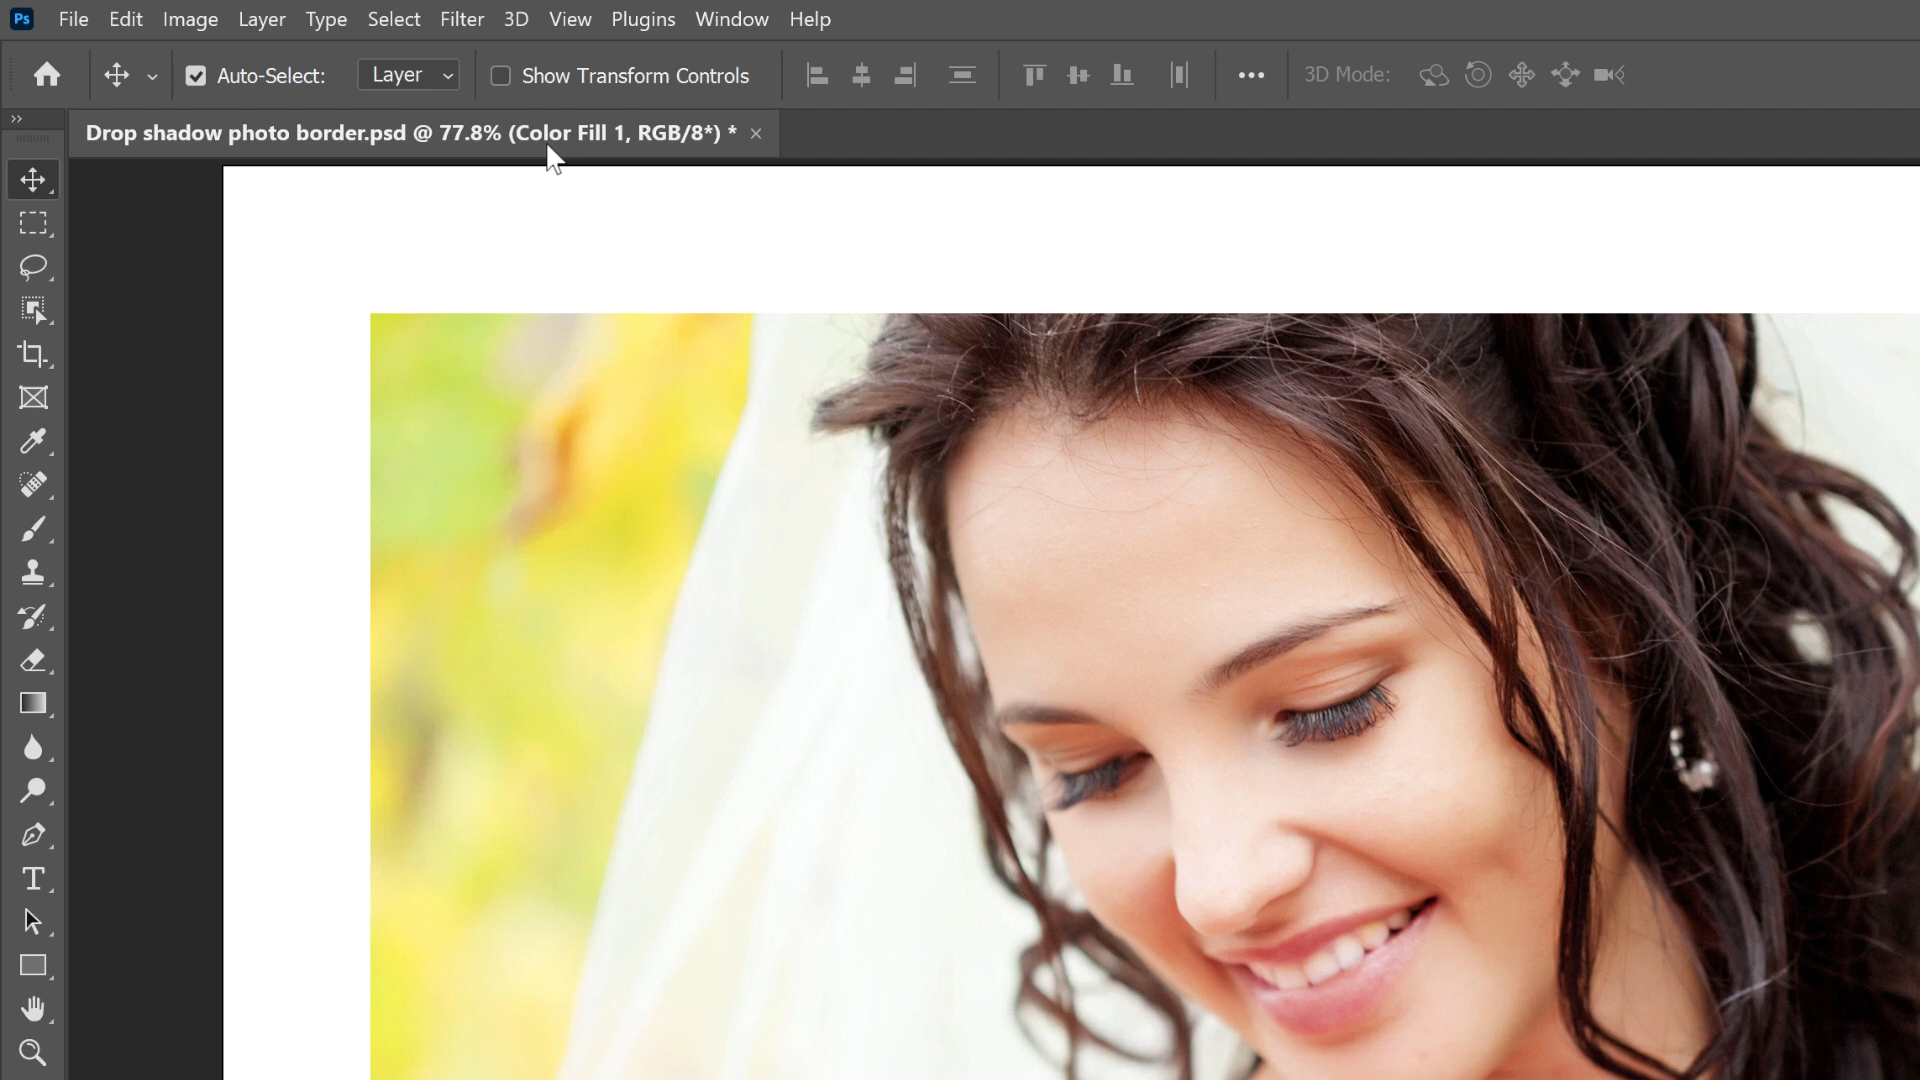 Ps File Edit Image Layer Type Select Filter 3D View Plugins Window Help
Auto-Select: Layer Show Transform Controls 3D Mode:
Drop shadow photo border.psd @ 77.8% (Color Fill 1, RGB/8*) *